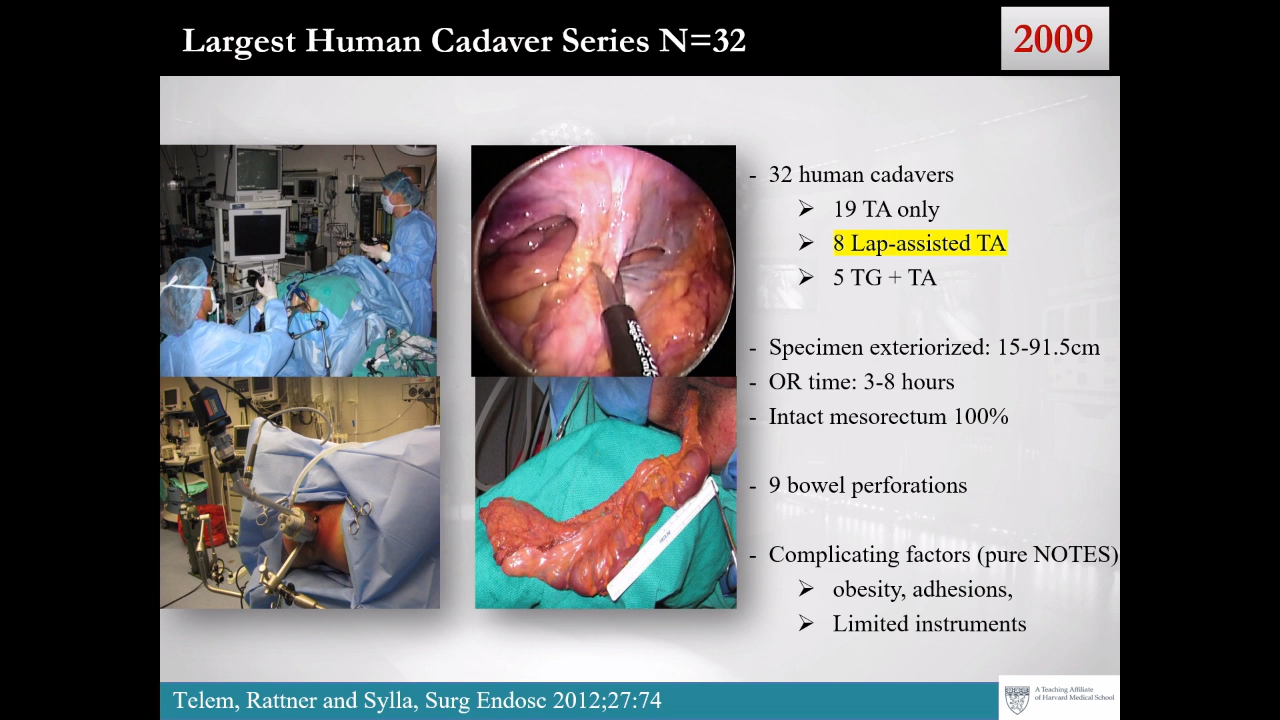 Largest Human Cadaver Series N=32
2009
- 32 human cadavers
➢ 19 TA only
➢ 8 Lap-assisted TA
➢ 5 TG + TA
- Specimen exteriorized: 15-91.5cm
- OR time: 3-8 hours
- Intact mesorectum 100%
- 9 bowel perforations
- Complicating factors (pure NOTES)
➢ obesity, adhesions,
➢ Limited instruments
Telem, Rattner and Sylla, Surg Endosc 2012;27:74
A Teaching Affiliate
of Harvard Medical School